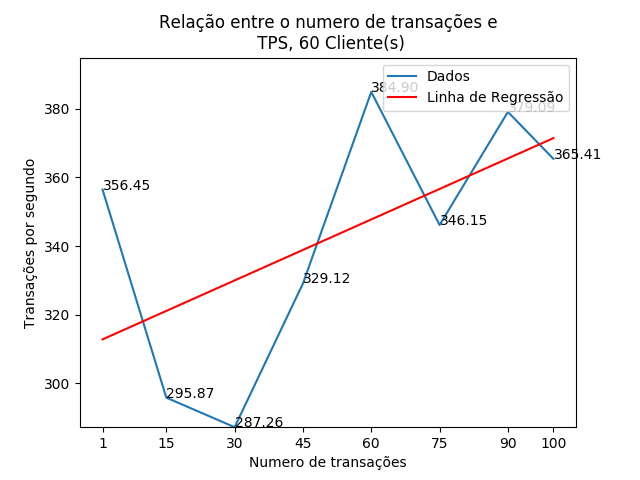 Relação entre o numero de transações e
TPS, 60 Cliente(s)
Dados
Linha de Regressão
384.90
379.09
380
360
340
320
300
Transações por segundo
356.45
295.87
287.26
329.12
346.15
365.41
1 15 30 45 60 75 90 100
Numero de transações